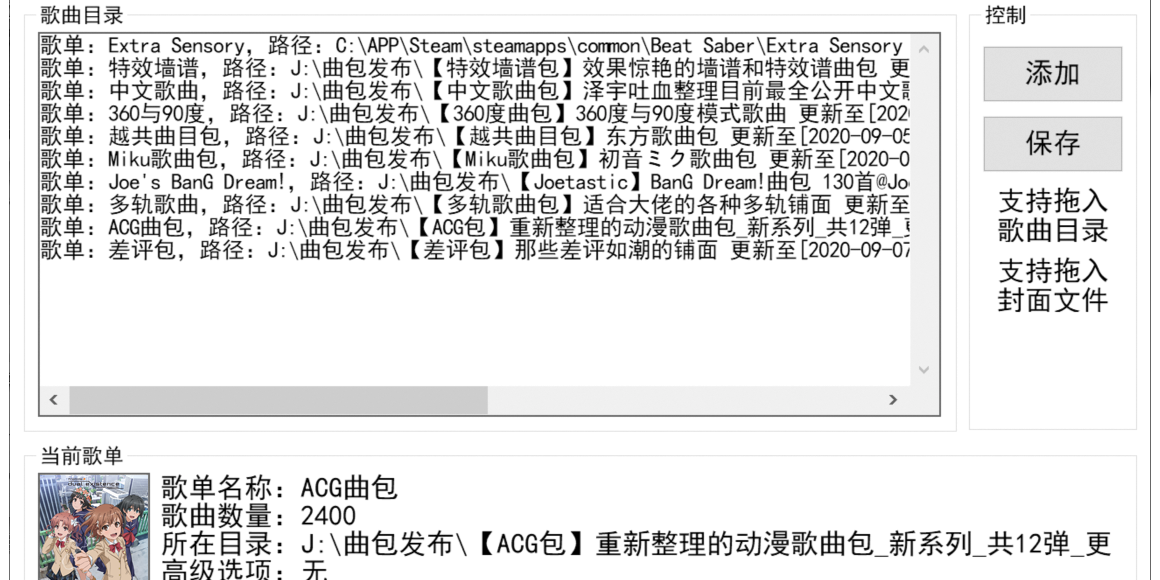 歌曲目录
歌单：Extra Sensory，路径：C:\APP\Steam\steamapps\common\Beat Saber\Extra Sensory
歌单：特效墙谱，路径：J:\曲包发布\【特效墙谱包】效果惊艳的墙谱和特效谱曲包 更
歌单：中文歌曲，路径：J:\曲包发布\【中文歌曲包】泽宇吐血整理目前最全公开中文
歌单：360与90度，路径：J:\曲包发布\【360度曲包】360度与90度模式歌曲 更新至[202
歌单：越共曲目包，路径：J:\曲包发布\【越共曲目包】东方歌曲包 更新至[2020-09-05
歌单：Miku歌曲包，路径：J:\曲包发布\【Miku歌曲包】初音ミク歌曲包 更新至[2020-0
歌单：Joe's BanG Dream!，路径：J:\曲包发布\【Joetastic】BanG Dream!曲包 130首@Jo
歌单：多轨歌曲，路径：J:\曲包发布\【多轨歌曲包】适合大佬的各种多轨铺面 更新至
歌单：ACG曲包，路径：J:\曲包发布\【ACG包】重新整理的动漫歌曲包_新系列_共12弹_
歌单：差评包，路径：J:\曲包发布\【差评包】那些差评如潮的铺面 更新至[2020-09-07
控制
添加
保存
支持拖入
歌曲目录
支持拖入
封面文件
当前歌单
dual existence
歌单名称：ACG曲包
歌曲数量：2400
所在目录：J:\曲包发布\【ACG包】重新整理的动漫歌曲包_新系列_共12弹_更
高级选项：无